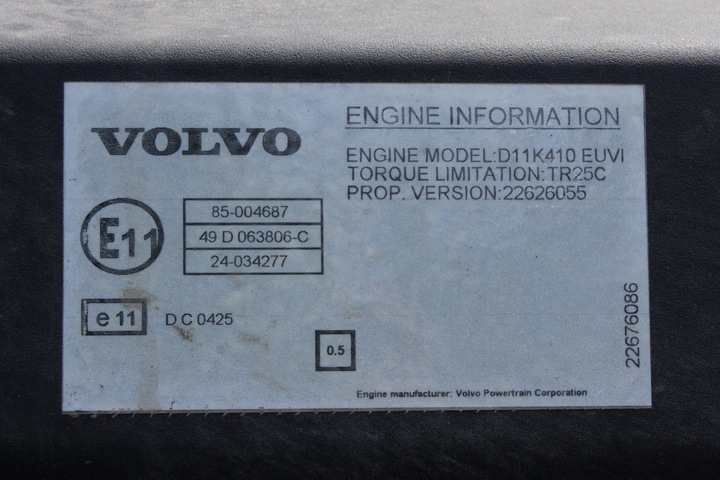 VOLVO
ENGINE INFORMATION
ENGINE MODEL:D11K410 EUVI
TORQUE LIMITATION:TR25C
PROP. VERSION:22626055
E11
85-004687
49 D 063806-C
24-034277
e 11
D C 0425
0.5
22676086
Engine manufacturer: Volvo Powertrain Corporation